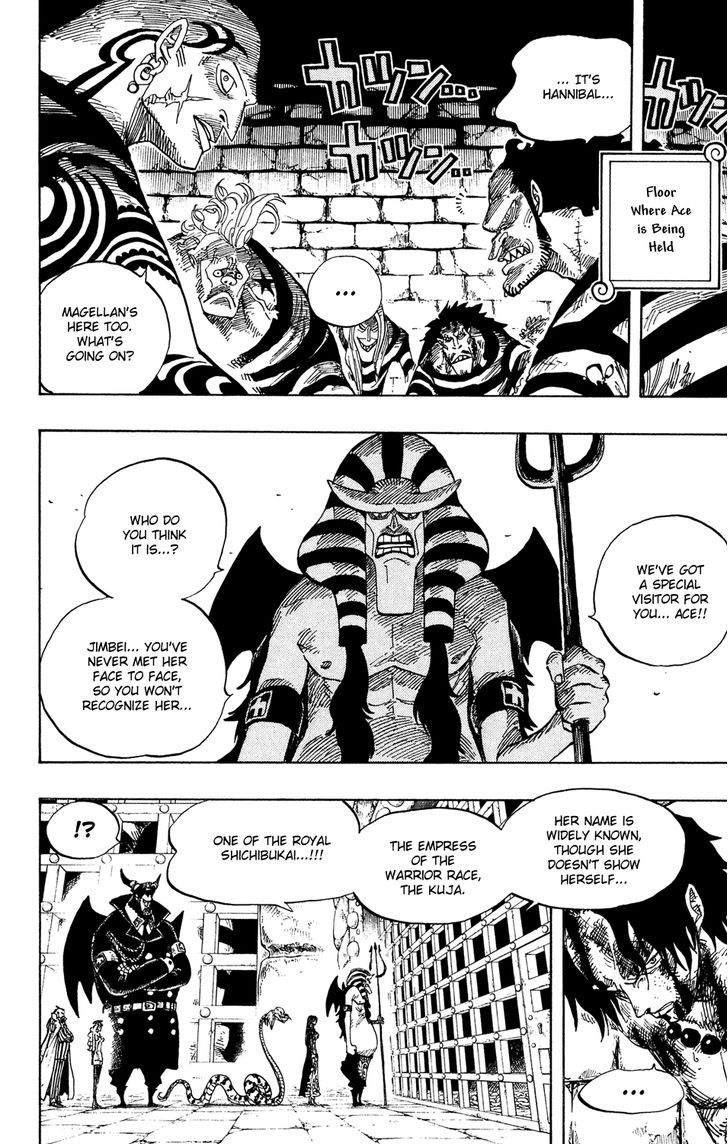 カツン
Floor
Where Ace
is Being
Held
... IT'S
HANNIBAL...
カツン...
カツン...
...
MAGELLAN'S
HERE TOO.
WHAT'S
GOING ON?
WE'VE GOT
A SPECIAL
VISITOR FOR
YOU... ACE!!
WHO DO
YOU THINK
IT IS...?
JIMBEI... YOU'VE
NEVER MET HER
FACE TO FACE,
SO YOU WON'T
RECOGNIZE HER...
HER NAME IS
WIDELY KNOWN,
THOUGH SHE
DOESN'T SHOW
HERSELF...
...
THE EMPRESS
OF THE
WARRIOR RACE,
THE KUJA.
ONE OF THE ROYAL
SHICHIBUKAI...!!!
!?